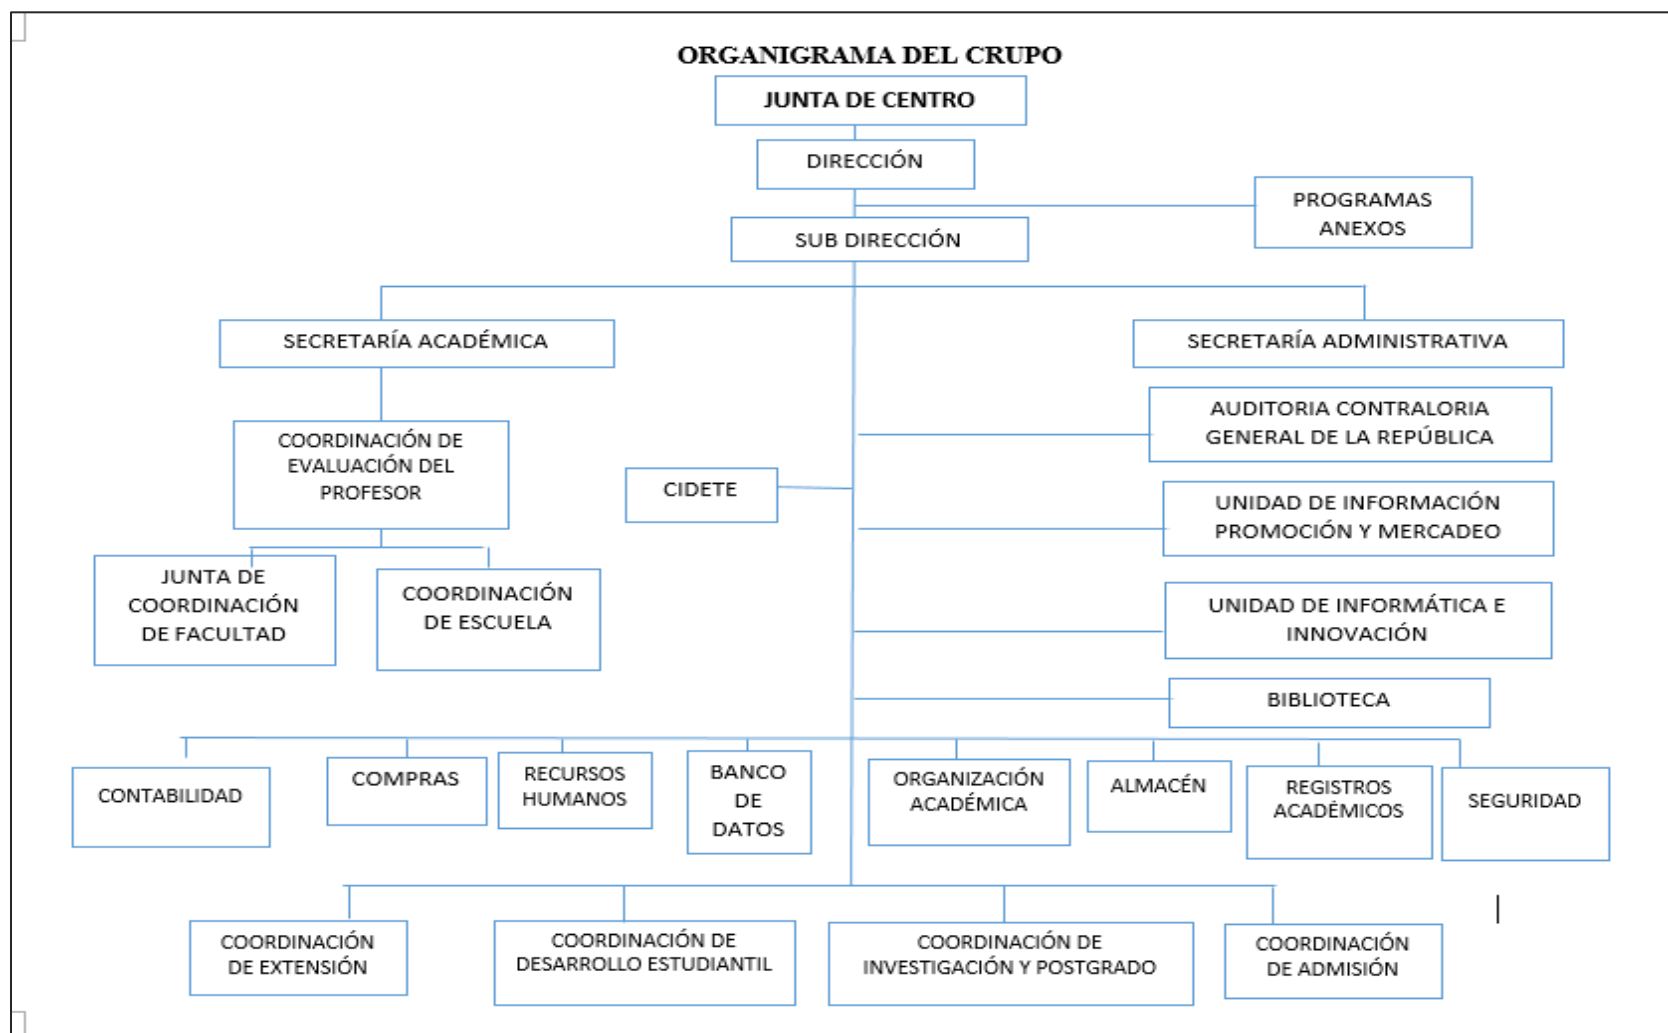 ORGANIGRAMA DEL CRUPO
JUNTA DE CENTRO
DIRECCIÓN
PROGRAMAS
ANEXOS
SUB DIRECCIÓN
SECRETARÍA ACADÉMICA
SECRETARÍA ADMINISTRATIVA
AUDITORIA CONTRALORIA
GENERAL DE LA REPÚBLICA
COORDINACIÓN DE
EVALUACIÓN DEL
PROFESOR
CIDETE
UNIDAD DE INFORMACIÓN
PROMOCIÓN Y MERCADEO
JUNTA DE
COORDINACIÓN
DE FACULTAD
COORDINACIÓN
DE ESCUELA
UNIDAD DE INFORMÁTICA E
INNOVACIÓN
BIBLIOTECA
CONTABILIDAD
COMPRAS
RECURSOS
HUMANOS
BANCO
DE
DATOS
ORGANIZACIÓN
ACADÉMICA
ALMACÉN
REGISTROS
ACADÉMICOS
SEGURIDAD
COORDINACIÓN
DE EXTENSIÓN
COORDINACIÓN DE
DESARROLLO ESTUDIANTIL
COORDINACIÓN DE
INVESTIGACIÓN Y POSTGRADO
COORDINACIÓN
DE ADMISIÓN